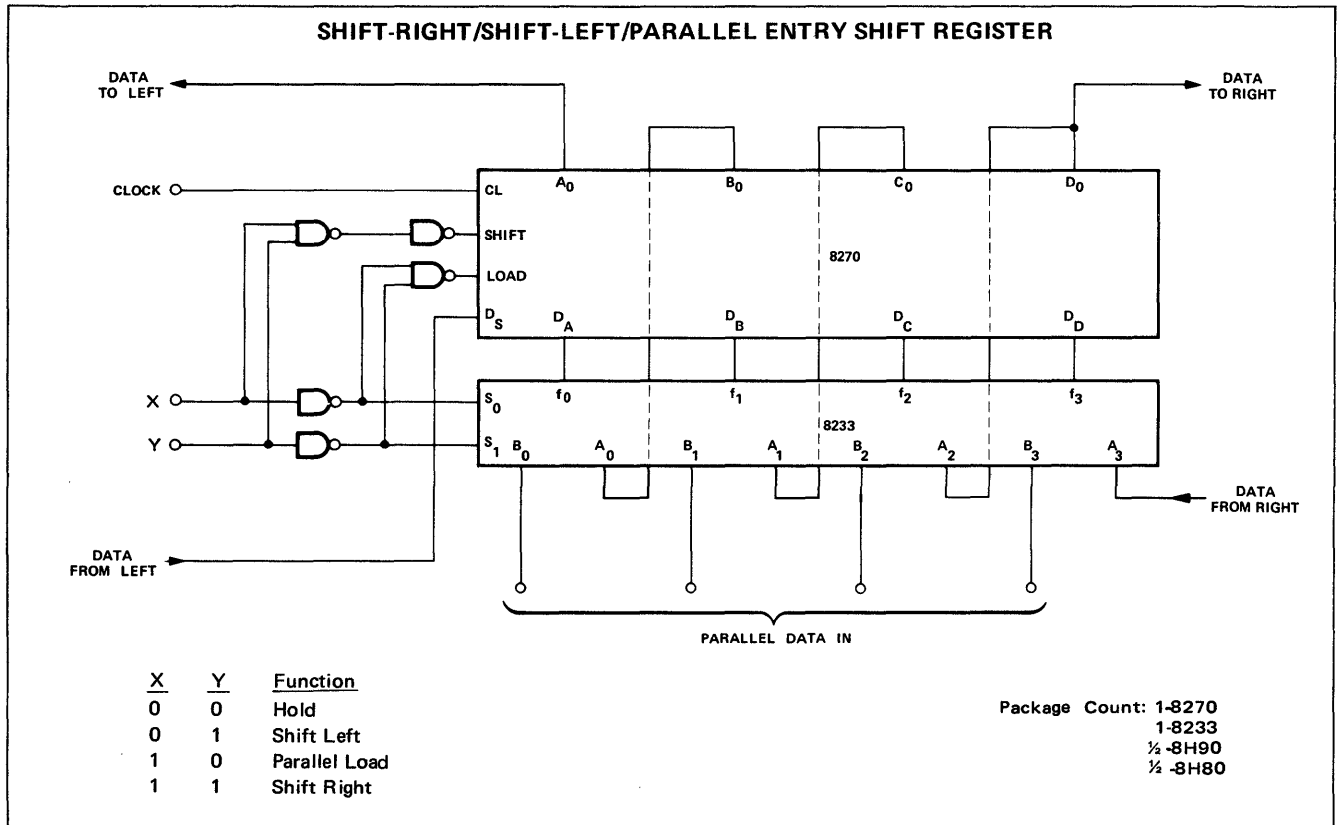 SHIFT-RIGHT/SHIFT-LEFT/PARALLEL ENTRY SHIFT REGISTER
DATA
TO LEFT
DATA
TO RIGHT
CLOCK
CL
A0
B0
C0
D0
SHIFT
8270
LOAD
DS
DA
DB
DC
DD
X
S0
f0
f1
f2
f3
8233
Y
S1
B0
A0
B1
A1
B2
A2
B3
A3
DATA
FROM RIGHT
DATA
FROM LEFT
PARALLEL DATA IN
X Y Function
0 0 Hold
0 1 Shift Left
1 0 Parallel Load
1 1 Shift Right
Package Count: 1-8270
1-8233
½ -8H90
½ -8H80